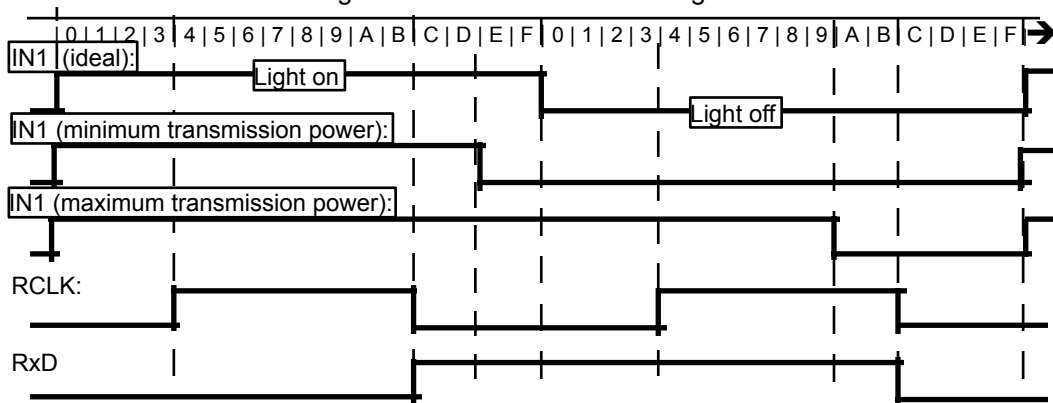 0 | 1 | 2 | 3 | 4 | 5 | 6 | 7 | 8 | 9 | A | B | C | D | E | F | 0 | 1 | 2 | 3 | 4 | 5 | 6 | 7 | 8 | 9 | A | B | C | D | E | F |
IN1 (ideal):
Light on
Light off
IN1 (minimum transmission power):
IN1 (maximum transmission power):
RCLK:
RxD